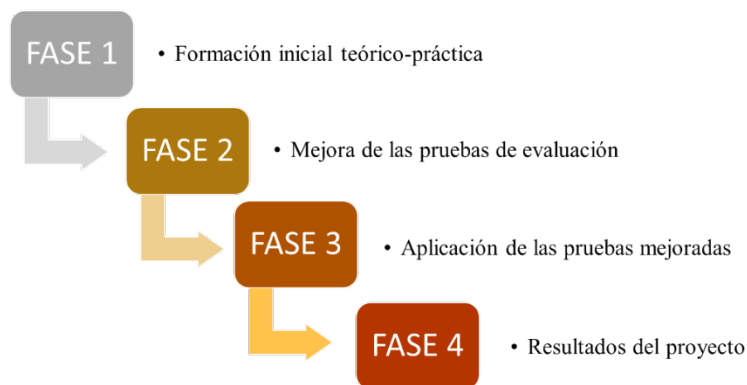 FASE 1
• Formación inicial teórico-práctica
FASE 2
• Mejora de las pruebas de evaluación
FASE 3
• Aplicación de las pruebas mejoradas
FASE 4
• Resultados del proyecto